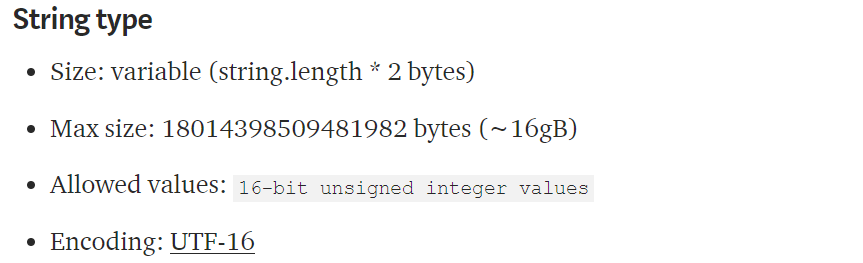 String type
• Size: variable (string.length * 2 bytes)
• Max size: 18014398509481982 bytes (~16gB)
• Allowed values: 16-bit unsigned integer values
• Encoding: UTF-16